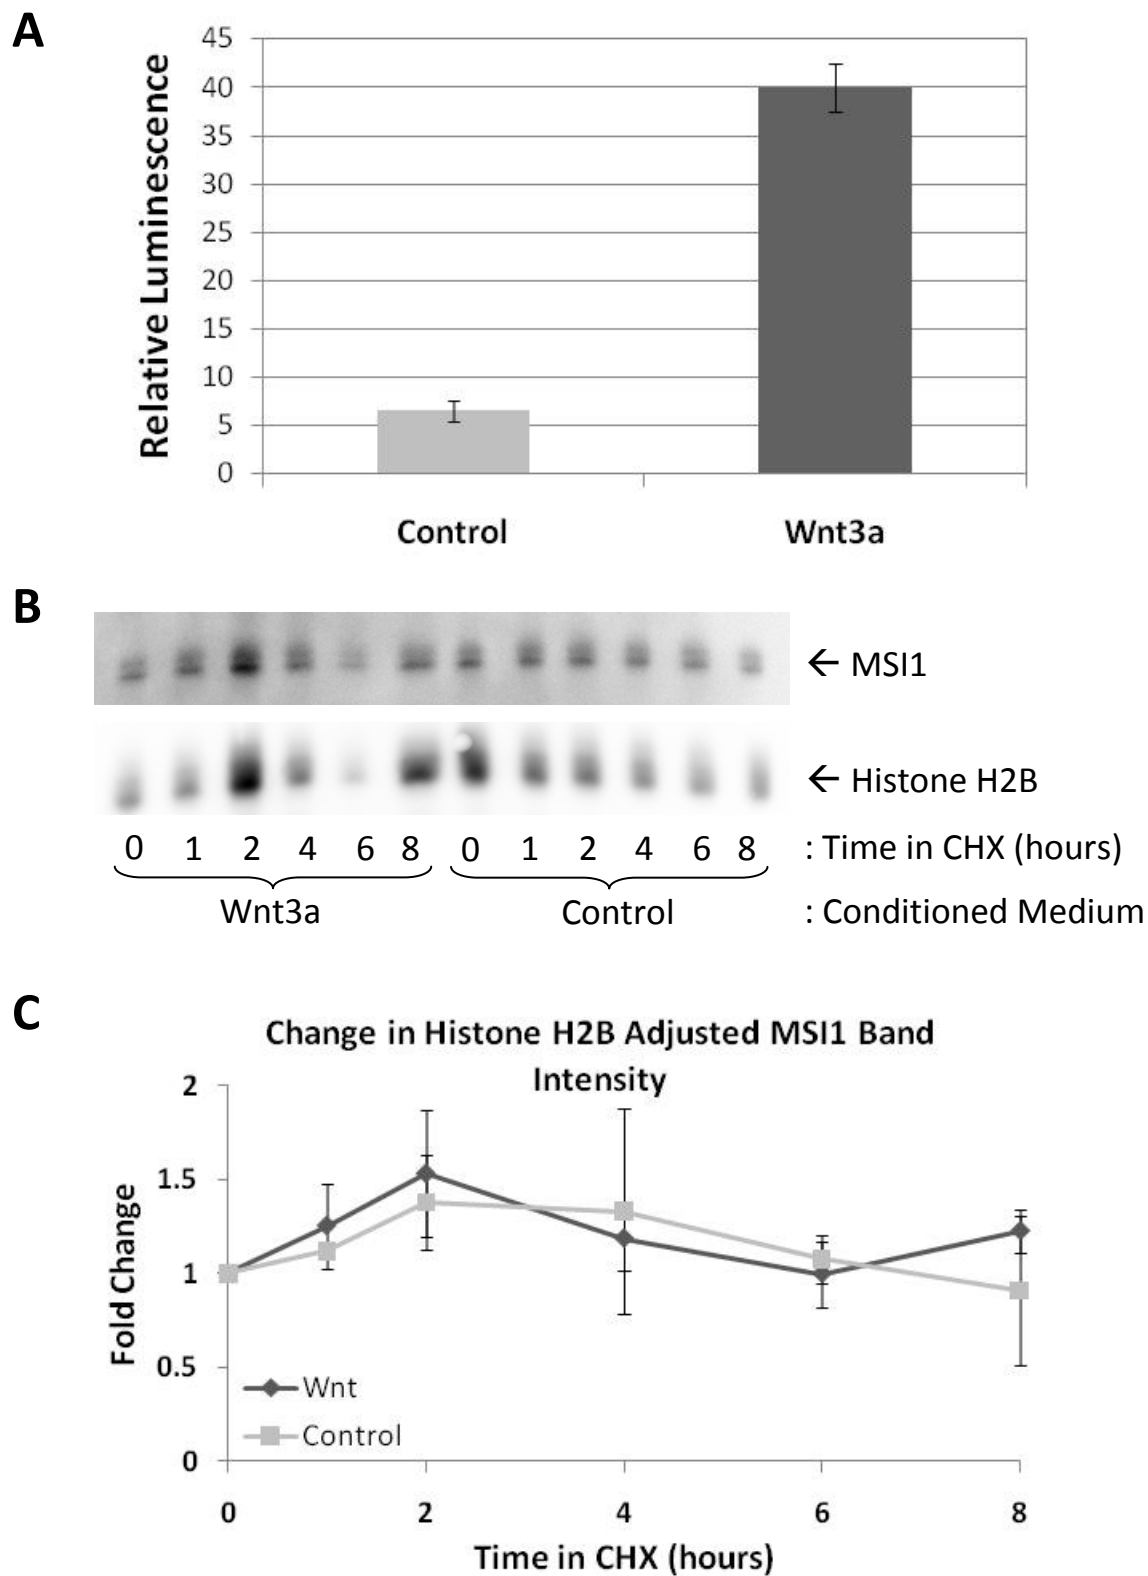 A
Relative Luminescence
45
40
35
30
25
20
15
10
5
0
Control Wnt3a
B
← MSI1
← Histone H2B
0 1 2 4 6 8 0 1 2 4 6 8 : Time in CHX (hours)
Wnt3a Control : Conditioned Medium
C
Change in Histone H2B Adjusted MSI1 Band
Intensity
Fold Change
2
1.5
1
0.5
0
Wnt
Control
0 2 4 6 8
Time in CHX (hours)